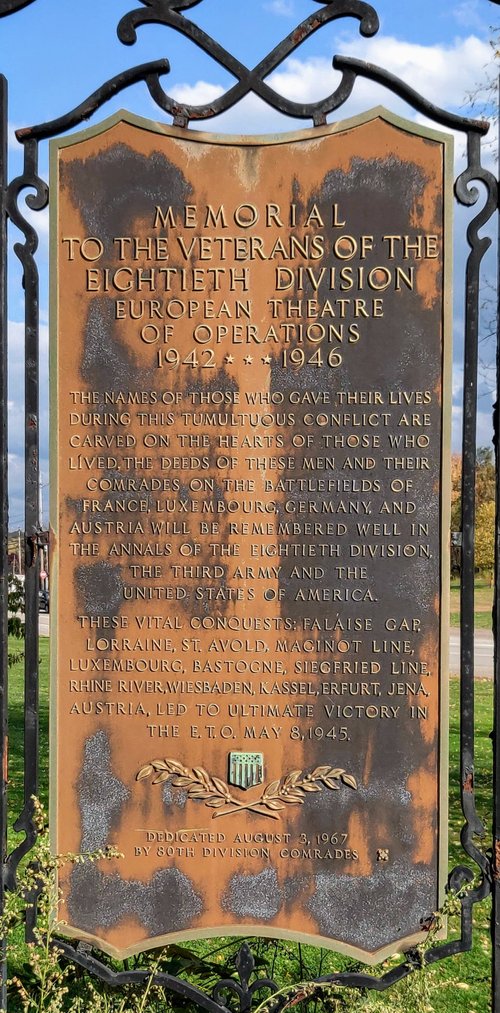 MEMORIAL
TO THE VETERANS OF THE
EIGHTIETH DIVISION
EUROPEAN THEATRE
OF OPERATIONS
1942 ★ ★ ★ 1946
THE NAMES OF THOSE WHO GAVE THEIR LIVES
DURING THIS TUMULTUOUS CONFLICT ARE
CARVED ON THE HEARTS OF THOSE WHO
LIVED. THE DEEDS OF THESE MEN AND THEIR
COMRADES ON THE BATTLEFIELDS OF
FRANCE, LUXEMBOURG, GERMANY, AND
AUSTRIA WILL BE REMEMBERED WELL IN
THE ANNALS OF THE EIGHTIETH DIVISION,
THE THIRD ARMY AND THE
UNITED STATES OF AMERICA.
THESE VITAL CONQUESTS; FALAISE GAP,
LORRAINE, ST. AVOLD, MAGINOT LINE,
LUXEMBOURG, BASTOGNE, SIEGFRIED LINE,
RHINE RIVER, WIESBADEN, KASSEL, ERFURT, JENA,
AUSTRIA, LED TO ULTIMATE VICTORY IN
THE E.T.O. MAY 8, 1945.
DEDICATED AUGUST 3, 1967
BY 80TH DIVISION COMRADES